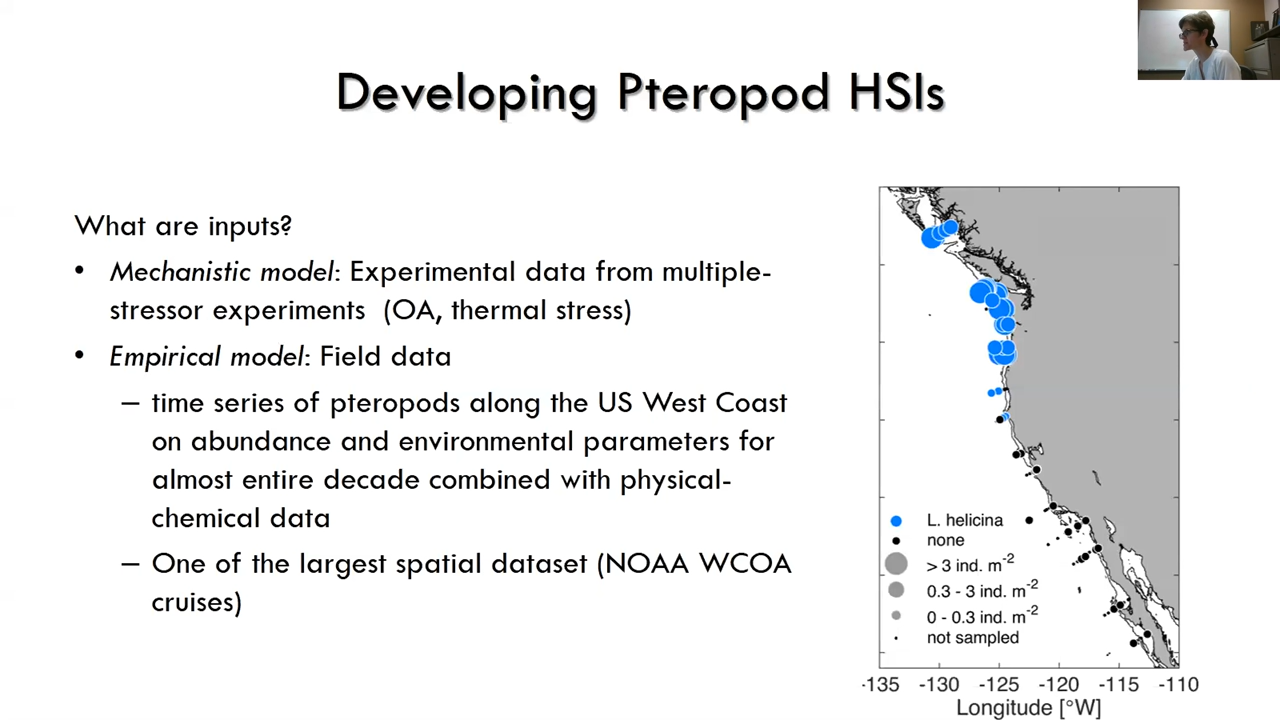 Developing Pteropod HSIs
What are inputs?
• Mechanistic model: Experimental data from multiple-
stressor experiments (OA, thermal stress)
• Empirical model: Field data
– time series of pteropods along the US West Coast
on abundance and environmental parameters for
almost entire decade combined with physical-
chemical data
– One of the largest spatial dataset (NOAA WCOA
cruises)
L. helicina
none
> 3 ind. m-2
0.3 - 3 ind. m-2
0 - 0.3 ind. m-2
not sampled
-135 -130 -125 -120 -115 -110
Longitude [°W]